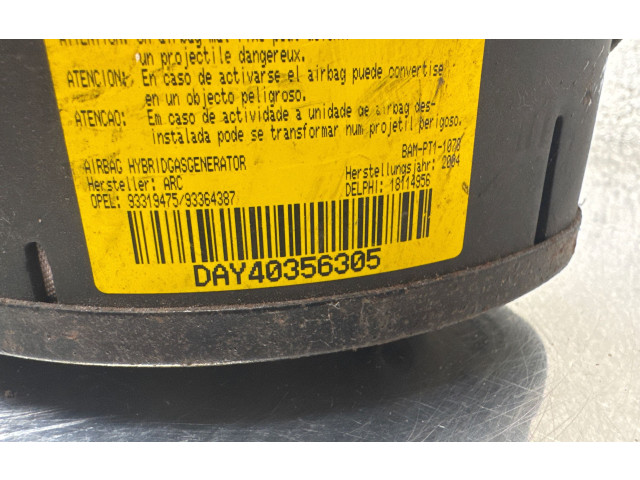 un projectile dangereux.
ATENCION: En caso de activarse el airbag puede convertise
en un objecto peligroso.
ATENCAO: Em caso de actividade a unidade de airbag des-
instalada pode se transformar num projetil perigoso.
AIRBAG HYBRIDGASGENERATOR BAM-PT1-1078
Hersteller: ARC Herstellungsjahr: 2004
OPEL: 93319475/93364387 DELPHI: 18114956
DAY40356305